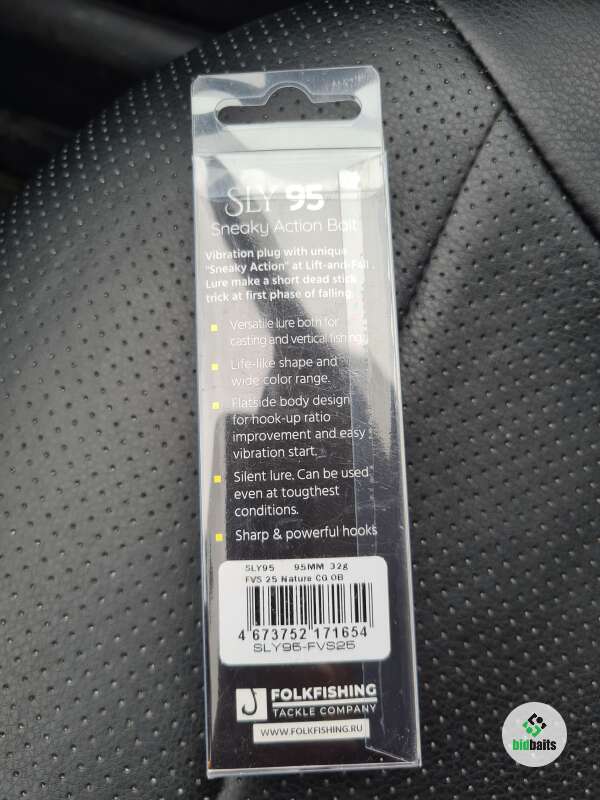 SLY 95
Sneaky Action Bait
Vibration plug with unique
"Sneaky Action" at Lift-and-Fall .
Lure make a short dead stick
trick at first phase of falling.
Versatile lure both for
casting and vertical fishing
Life-like shape and
wide color range.
Flatside body design
for hook-up ratio
improvement and easy
vibration start.
Silent lure. Can be used
even at tougthest
conditions.
Sharp & powerful hooks
SLY95 95MM 32g
FVS 25 Nature CG OB
4 673752 171654
SLY95-FVS25
FOLKFISHING
TACKLE COMPANY
WWW.FOLKFISHING.RU
bidbaits